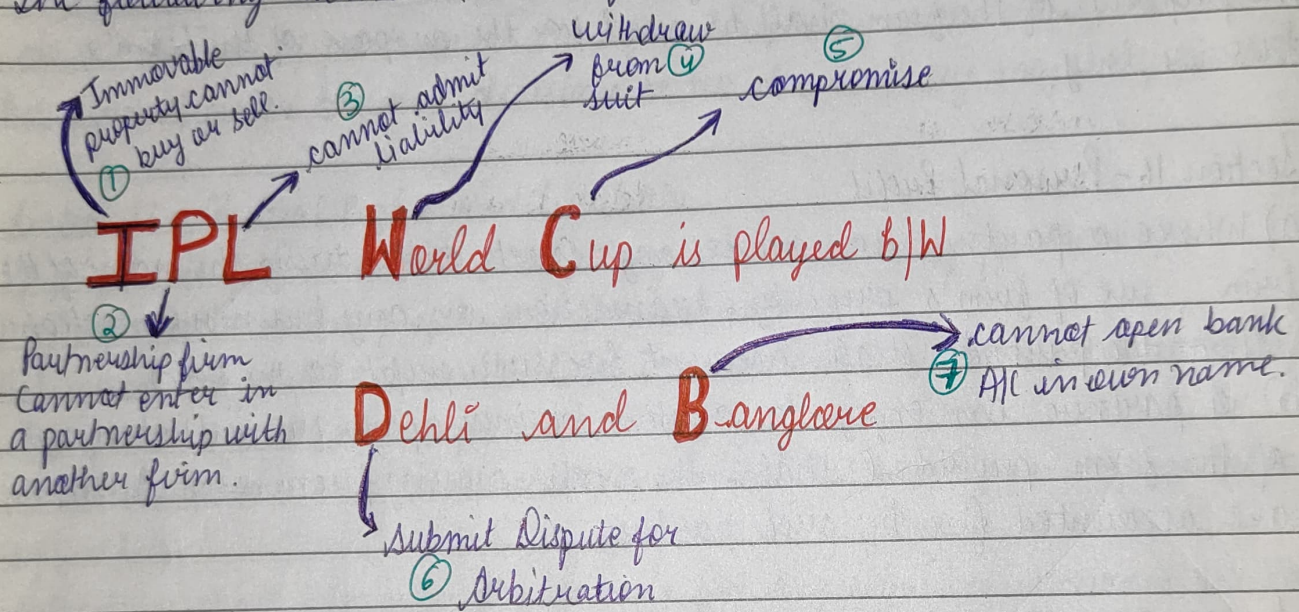 Immovable
property cannot
buy or sell.
①
③
cannot admit
liability
withdraw
from ④
suit
⑤
compromise
IPL World Cup is played b/w
②
Partnership firm
cannot enter in
a partnership with
another firm.
Dehli and Banglore
cannot open bank
⑦ A/C in own name.
submit Dispute for
⑥ Arbitration